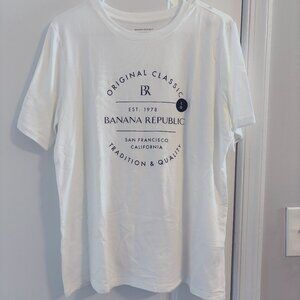 ORIGINAL CLASSIC
BR
EST. 1978
BANANA REPUBLIC
SAN FRANCISCO
CALIFORNIA
TRADITION & QUALITY